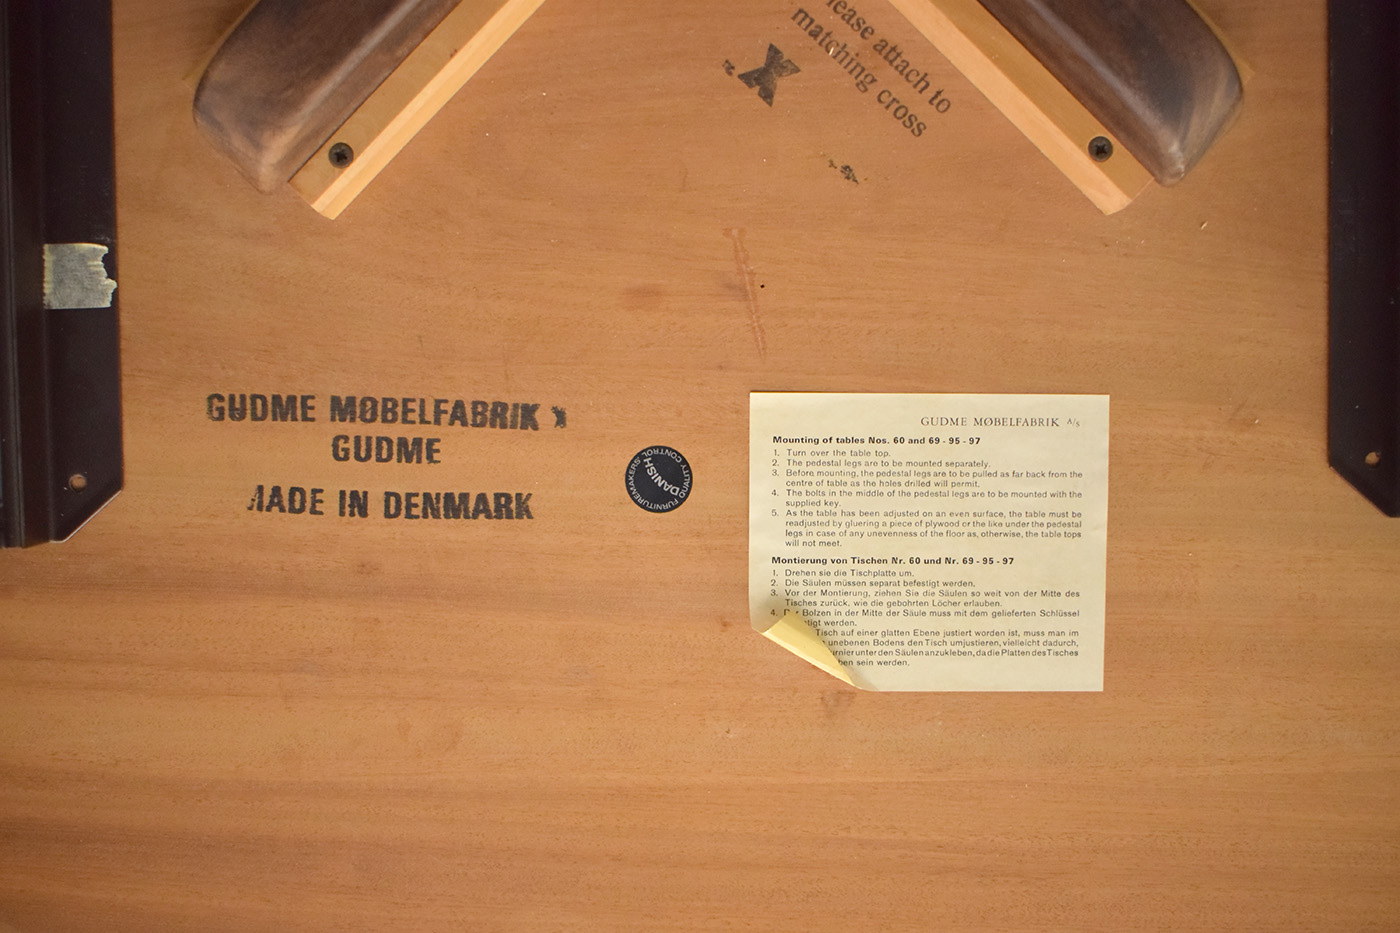 attach to
matching cross
X
GUDME MØBELFABRIK
GUDME
MADE IN DENMARK
DANISH
FURNITUREMAKERS' QUALITY CONTROL
GUDME MØBELFABRIK A/s
Mounting of tables Nos. 60 and 69 - 95 - 97
1. Turn over the table top.
2. The pedestal legs are to be mounted separately.
3. Before mounting, the pedestal legs are to be pulled as far back from the
centre of table as the holes drilled will permit.
4. The bolts in the middle of the pedestal legs are to be mounted with the
supplied key.
5. As the table has been adjusted on an even surface, the table must be
readjusted by gluering a piece of plywood or the like under the pedestal
legs in case of any unevenness of the floor as, otherwise, the table tops
will not meet.
Montierung von Tischen Nr. 60 und Nr. 69 - 95 - 97
1. Drehen sie die Tischplatte um.
2. Die Säulen müssen separat befestigt werden.
3. Vor der Montierung, ziehen Sie die Säulen so weit von der Mitte des
Tisches zurück, wie die gebohrten Löcher erlauben.
4. Bolzen in der Mitte der Säule muss mit dem gelieferten Schlüssel
werden.
Tisch auf einer glatten Ebene justiert worden ist, muss man im
unebenen Bodens den Tisch umjustieren, vielleicht dadurch,
unter den Säulen anzukleben, da die Platten des Tisches
sein werden.